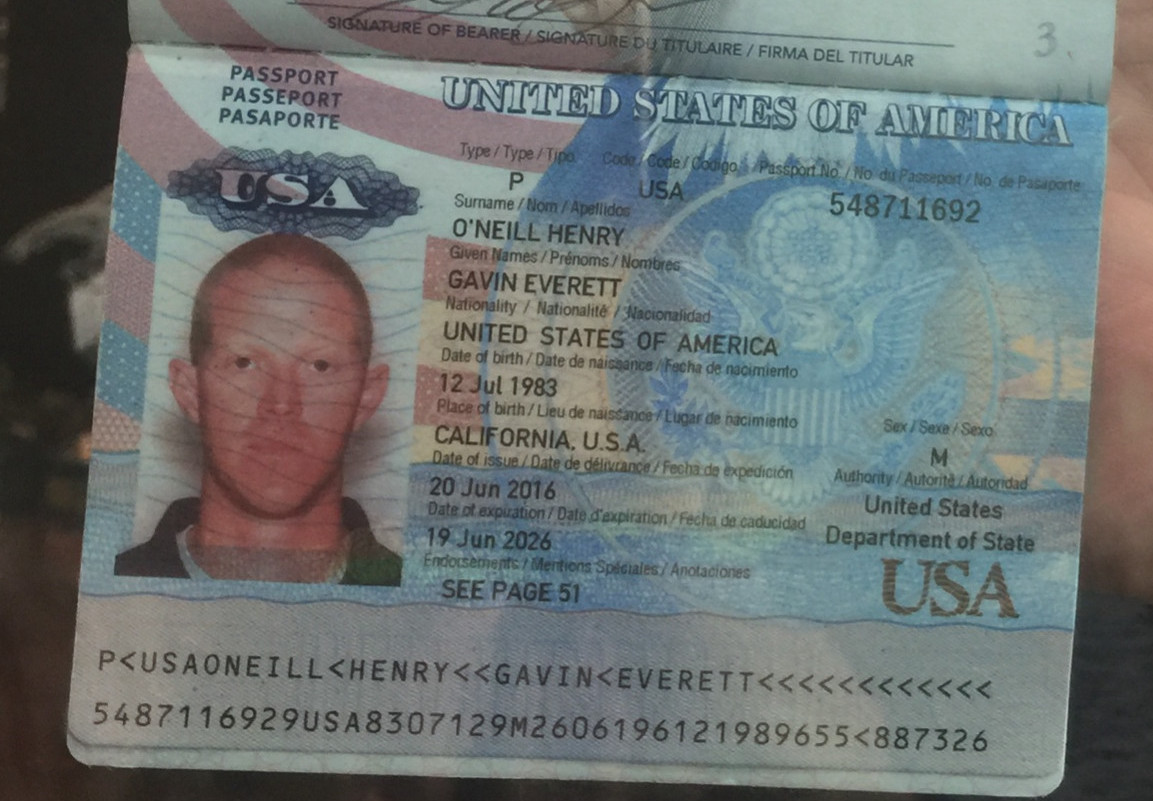 SIGNATURE OF BEARER / SIGNATURE DU TITULAIRE / FIRMA DEL TITULAR
3.
PASSPORT
PASSEPORT
PASAPORTE
UNITED STATES OF AMERICA
USA
Type / Type / Tipo Code / Code / Codigo Passport No. / No. du Passeport / No. de Pasaporte
P USA 548711692
Surname / Nom / Apellidos
O'NEILL HENRY
Given Names / Prénoms / Nombres
GAVIN EVERETT
Nationality / Nationalité / Nacionalidad
UNITED STATES OF AMERICA
Date of birth / Date de naissance / Fecha de nacimiento
12 Jul 1983
Place of birth / Lieu de naissance / Lugar de nacimiento Sex / Sexe / Sexo
CALIFORNIA, U.S.A. M
Date of issue / Date de délivrance / Fecha de expedición Authority / Autorité / Autoridad
20 Jun 2016 United States
Date of expiration / Date d'expiration / Fecha de caducidad Department of State
19 Jun 2026
Endorsements / Mentions Spéciales / Anotaciones
SEE PAGE 51 USA
P<USAONEILL<HENRY<<GAVIN<EVERETT<<<<<<<<<<<<
5487116929USA8307129M2606196121989655<887326